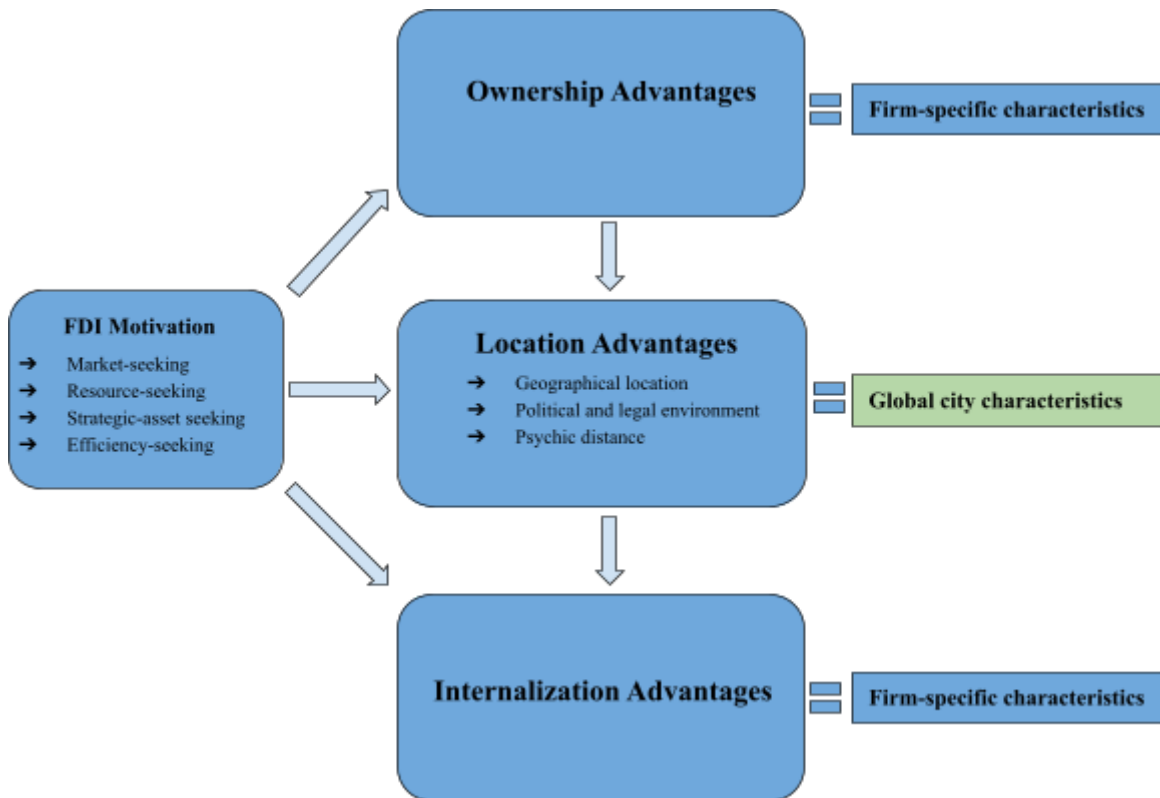 Ownership Advantages
Firm-specific characteristics
FDI Motivation
➔ Market-seeking
➔ Resource-seeking
➔ Strategic-asset seeking
➔ Efficiency-seeking
Location Advantages
➔ Geographical location
➔ Political and legal environment
➔ Psychic distance
Global city characteristics
Internalization Advantages
Firm-specific characteristics